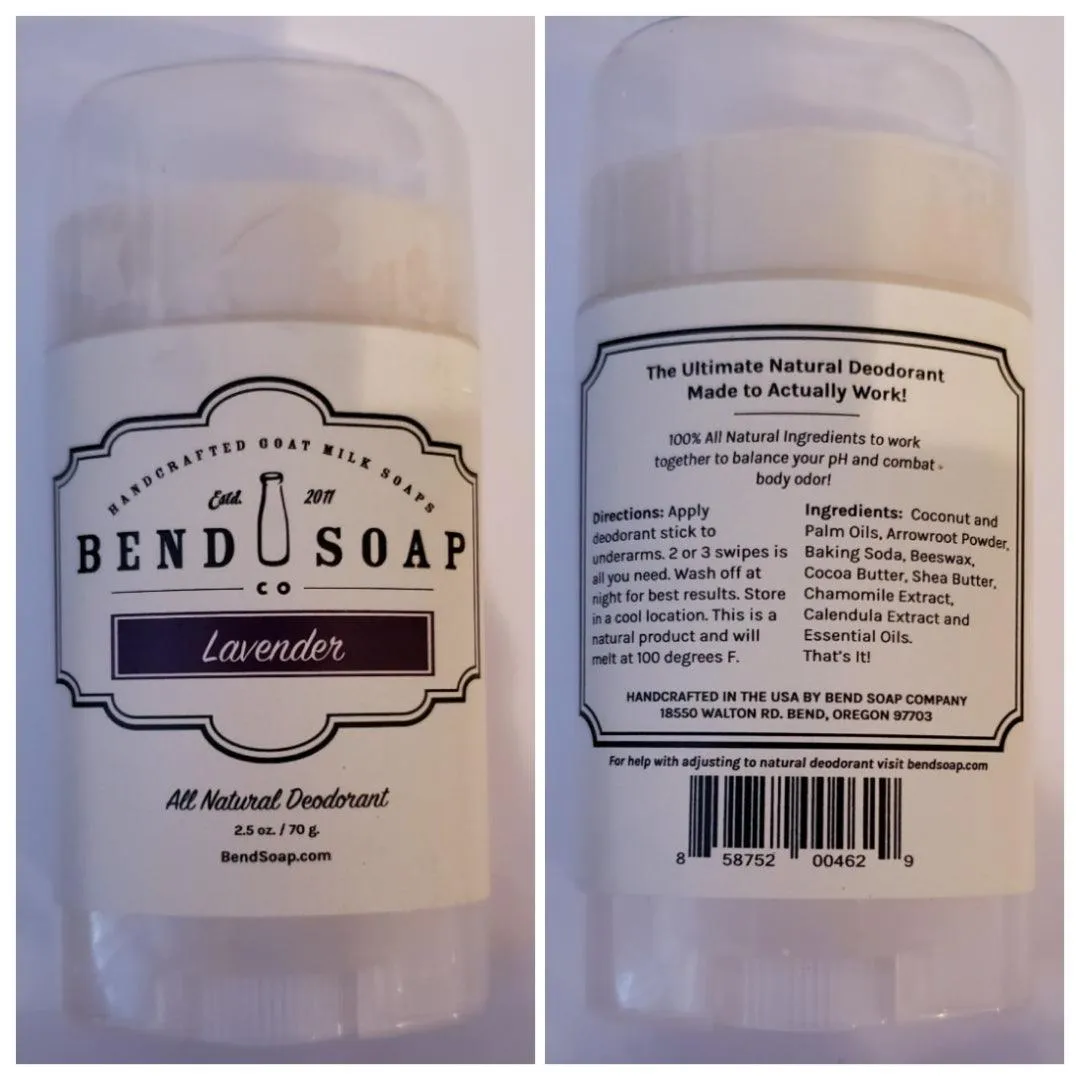 HANDCRAFTED GOAT MILK SOAPS
Estd. 2011
BEND SOAP
CO
Lavender
All Natural Deodorant
2.5 oz. / 70 g.
BendSoap.com
The Ultimate Natural Deodorant
Made to Actually Work!
100% All Natural Ingredients to work
together to balance your pH and combat
body odor!
Directions: Apply
deodorant stick to
underarms. 2 or 3 swipes is
all you need. Wash off at
night for best results. Store
in a cool location. This is a
natural product and will
melt at 100 degrees F.
Ingredients: Coconut and
Palm Oils, Arrowroot Powder,
Baking Soda, Beeswax,
Cocoa Butter, Shea Butter,
Chamomile Extract,
Calendula Extract and
Essential Oils.
That's It!
HANDCRAFTED IN THE USA BY BEND SOAP COMPANY
18550 WALTON RD. BEND, OREGON 97703
For help with adjusting to natural deodorant visit bendsoap.com
8 58752 00462 9